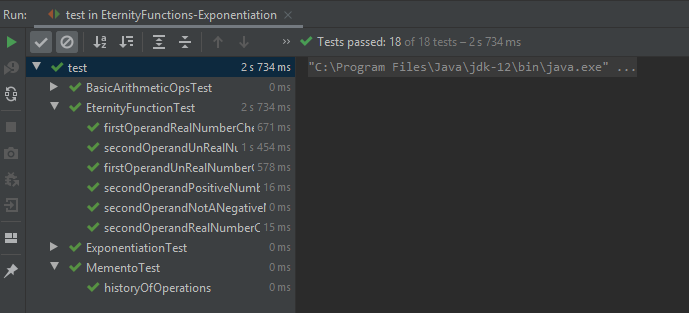 Run: test in EternityFunctions-Exponentiation
Tests passed: 18 of 18 tests – 2 s 734 ms
test 2 s 734 ms
"C:\Program Files\Java\jdk-12\bin\java.exe" ...
BasicArithmeticOpsTest 0 ms
EternityFunctionTest 2 s 734 ms
firstOperandRealNumberChe 671 ms
secondOperandUnRealNu 1 s 454 ms
firstOperandUnRealNumber 578 ms
secondOperandPositiveNumb 16 ms
secondOperandNotANegative 0 ms
secondOperandRealNumberC 15 ms
ExponentiationTest 0 ms
MementoTest 0 ms
historyOfOperations 0 ms